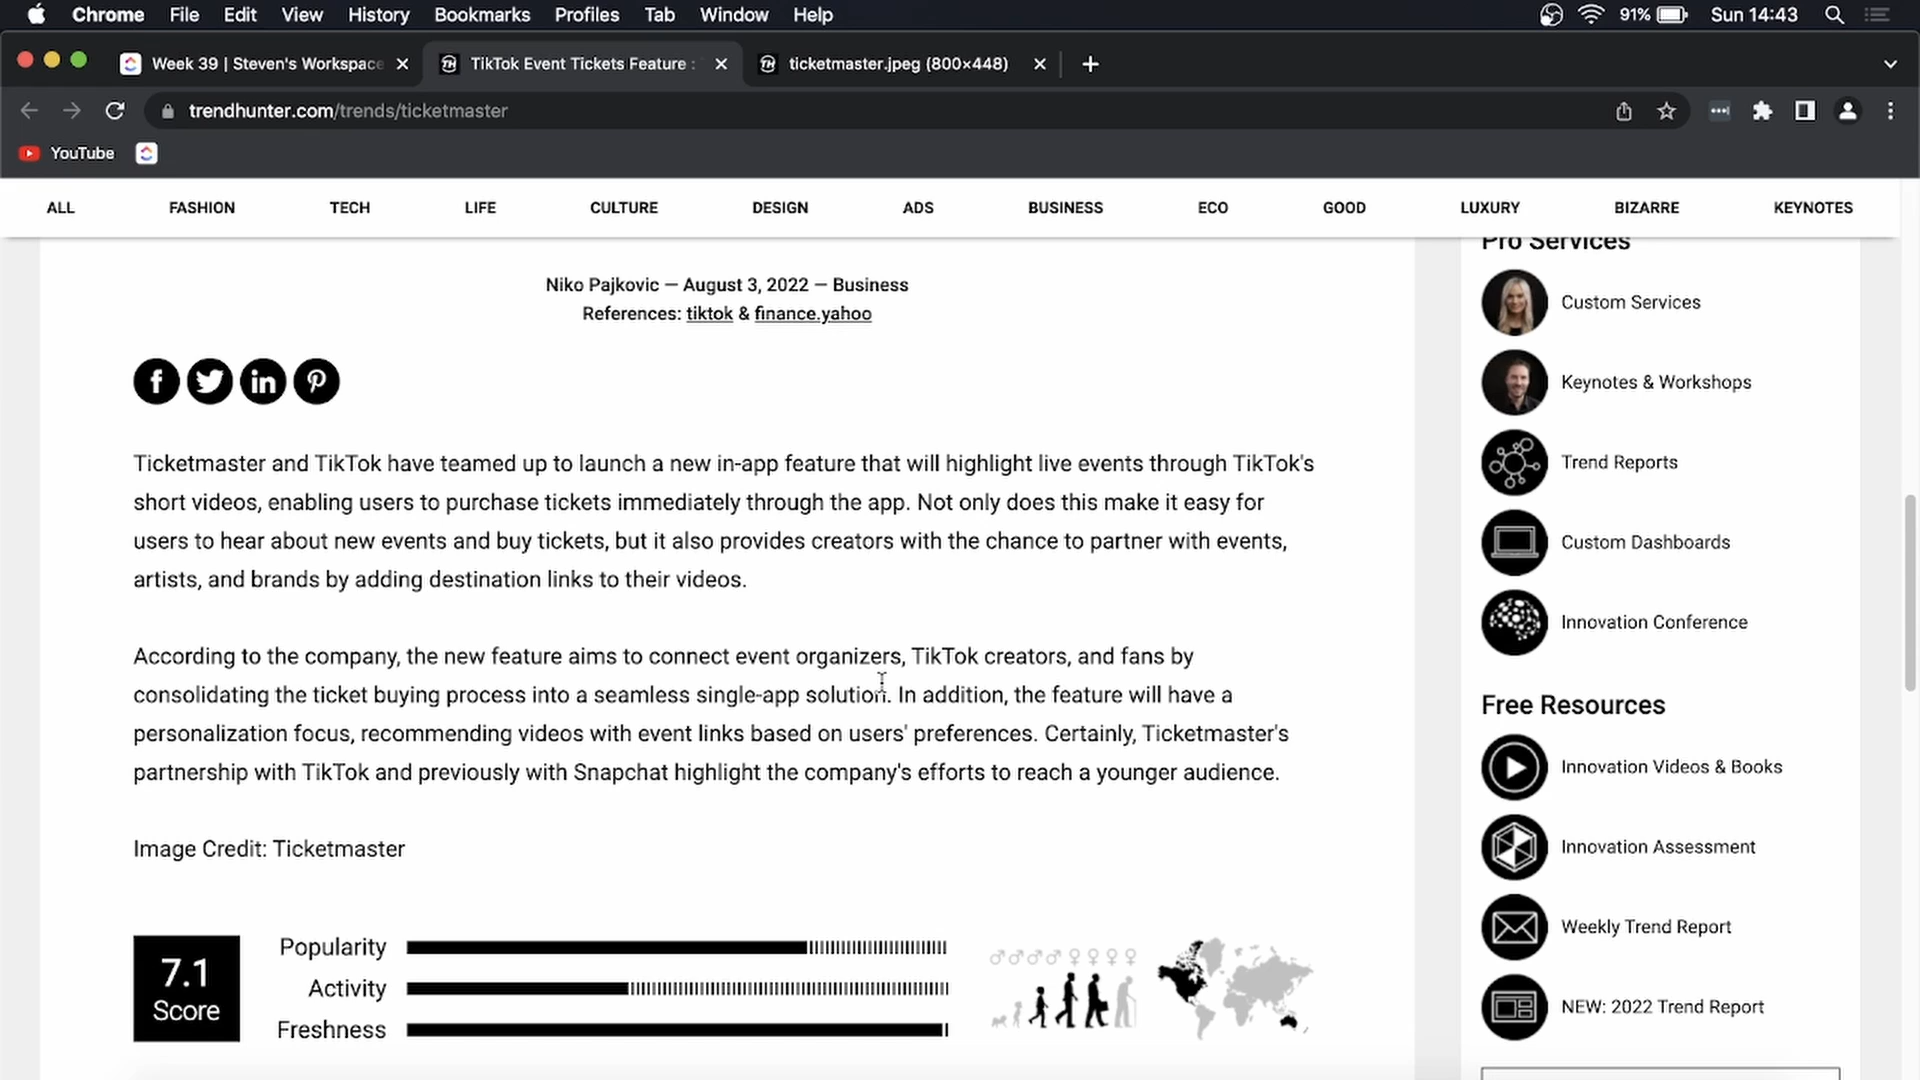 Chrome File Edit View History Bookmarks Profiles Tab Window Help 91% Sun 14:43
Week 39 | Steven's Workspace TikTok Event Tickets Feature : ticketmaster.jpeg (800×448)
trendhunter.com/trends/ticketmaster
YouTube
ALL FASHION TECH LIFE CULTURE DESIGN ADS BUSINESS ECO GOOD LUXURY BIZARRE KEYNOTES
Niko Pajkovic — August 3, 2022 — Business
References: tiktok & finance.yahoo
Ticketmaster and TikTok have teamed up to launch a new in-app feature that will highlight live events through TikTok's
short videos, enabling users to purchase tickets immediately through the app. Not only does this make it easy for
users to hear about new events and buy tickets, but it also provides creators with the chance to partner with events,
artists, and brands by adding destination links to their videos.
According to the company, the new feature aims to connect event organizers, TikTok creators, and fans by
consolidating the ticket buying process into a seamless single-app solution. In addition, the feature will have a
personalization focus, recommending videos with event links based on users' preferences. Certainly, Ticketmaster's
partnership with TikTok and previously with Snapchat highlight the company's efforts to reach a younger audience.
Image Credit: Ticketmaster
7.1
Score
Popularity
Activity
Freshness
Pro Services
Custom Services
Keynotes & Workshops
Trend Reports
Custom Dashboards
Innovation Conference
Free Resources
Innovation Videos & Books
Innovation Assessment
Weekly Trend Report
NEW: 2022 Trend Report